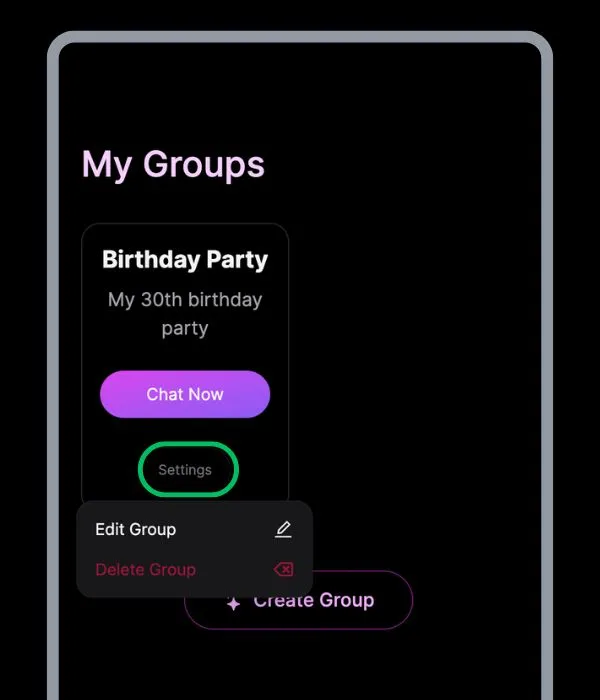 My Groups
Birthday Party
My 30th birthday
party
Chat Now
Settings
Edit Group
Delete Group
Create Group